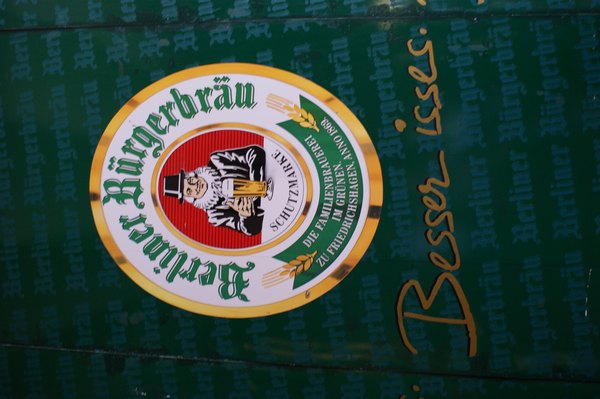 Berliner Bürgerbräu
SCHUTZMARKE
DIE FAMILIENBRAUEREI
IM GRÜNEN.
ZU FRIEDRICHSHAGEN. ANNO 1869.
Besser isses.